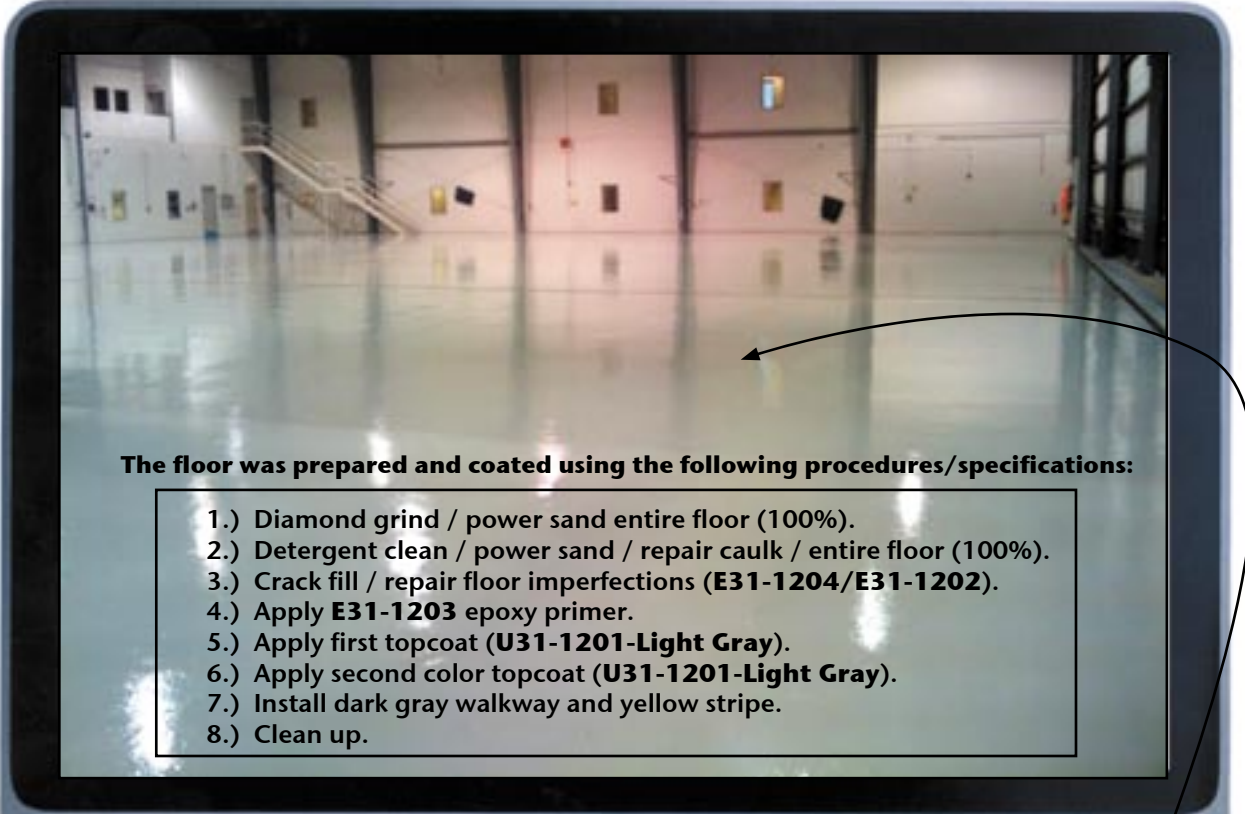 The floor was prepared and coated using the following procedures/specifications:
1.) Diamond grind / power sand entire floor (100%).
2.) Detergent clean / power sand / repair caulk / entire floor (100%).
3.) Crack fill / repair floor imperfections (E31-1204/E31-1202).
4.) Apply E31-1203 epoxy primer.
5.) Apply first topcoat (U31-1201-Light Gray).
6.) Apply second color topcoat (U31-1201-Light Gray).
7.) Install dark gray walkway and yellow stripe.
8.) Clean up.